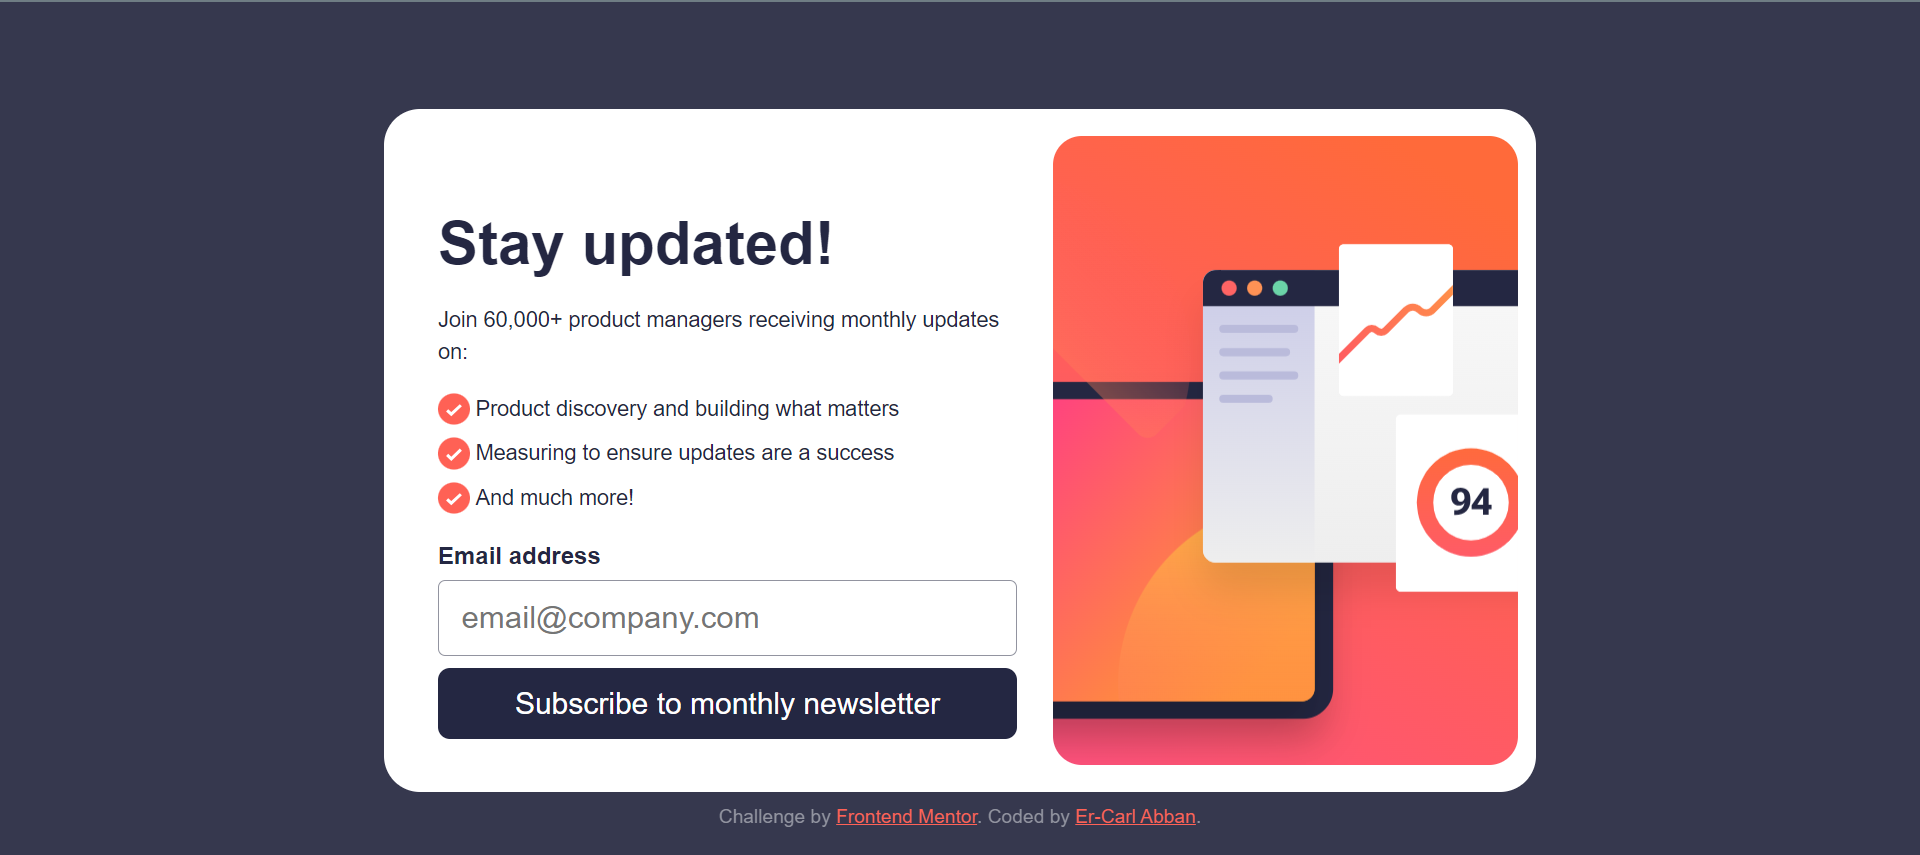 Stay updated!
Join 60,000+ product managers receiving monthly updates
on:
Product discovery and building what matters
Measuring to ensure updates are a success
And much more!
Email address
email@company.com
Subscribe to monthly newsletter
94
Challenge by Frontend Mentor. Coded by Er-Carl Abban.